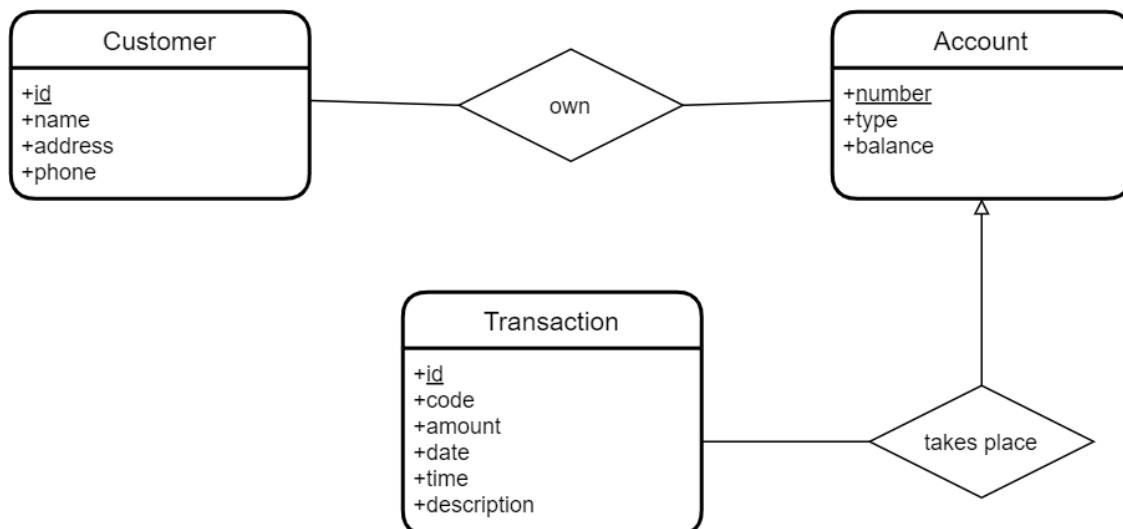 Customer
+id
+name
+address
+phone
own
Account
+number
+type
+balance
Transaction
+id
+code
+amount
+date
+time
+description
takes place